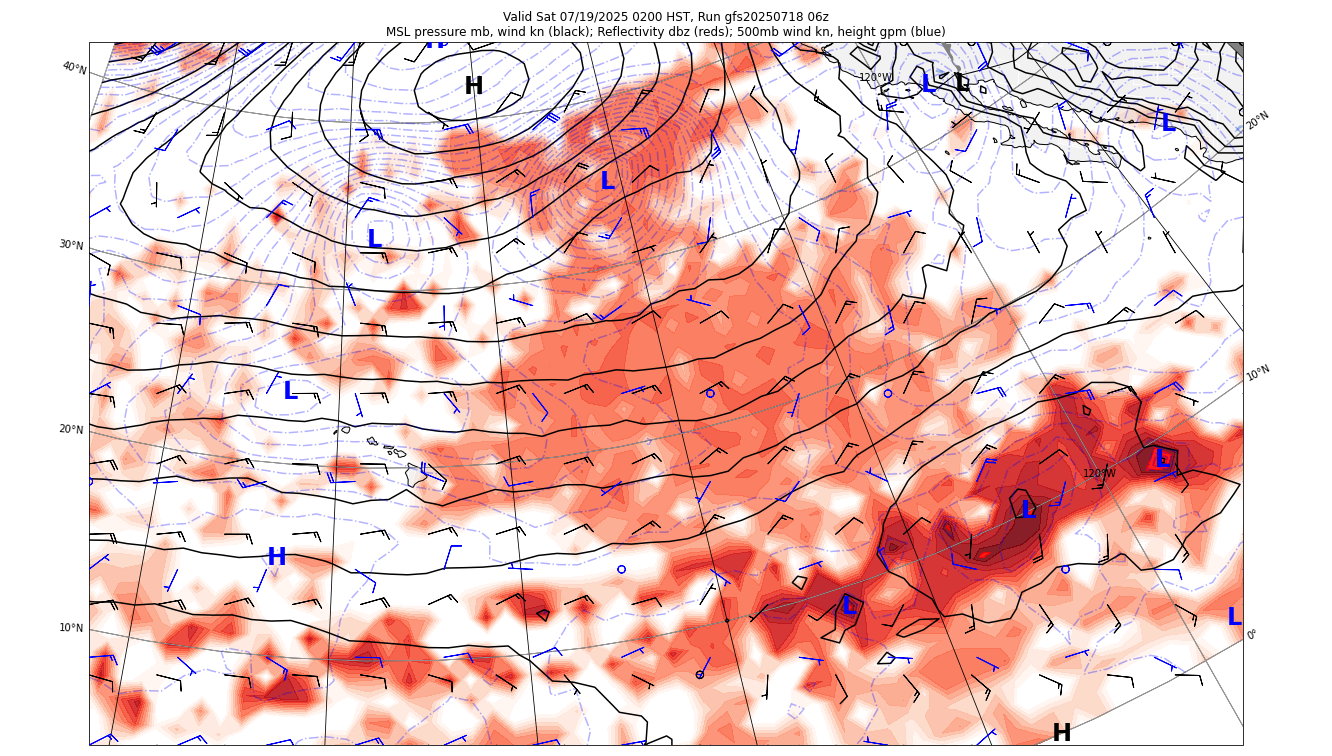 Valid Sat 07/19/2025 0200 HST, Run gfs20250718 06z
MSL pressure mb, wind kn (black); Reflectivity dbz (reds); 500mb wind kn, height gpm (blue)
H
40°N
H
120°W
L
L
L
20°N
L
30°N
L
L
10°N
20°N
L
120°W
L
H
L
10°N
L
0°
H